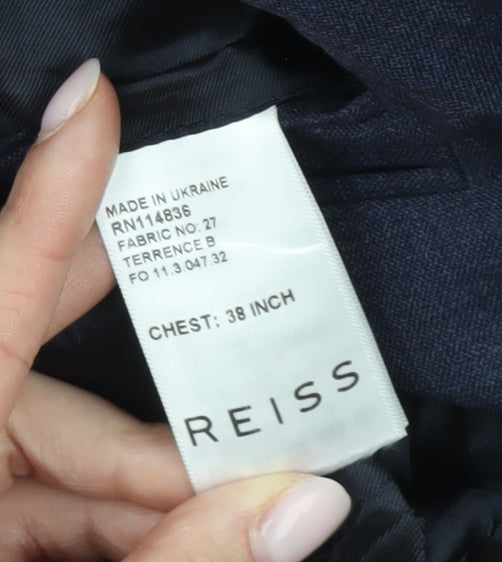 MADE IN UKRAINE
RN114836
FABRIC NO: 27
TERRENCE B
FO 11.3.047.32
CHEST: 38 INCH
REISS